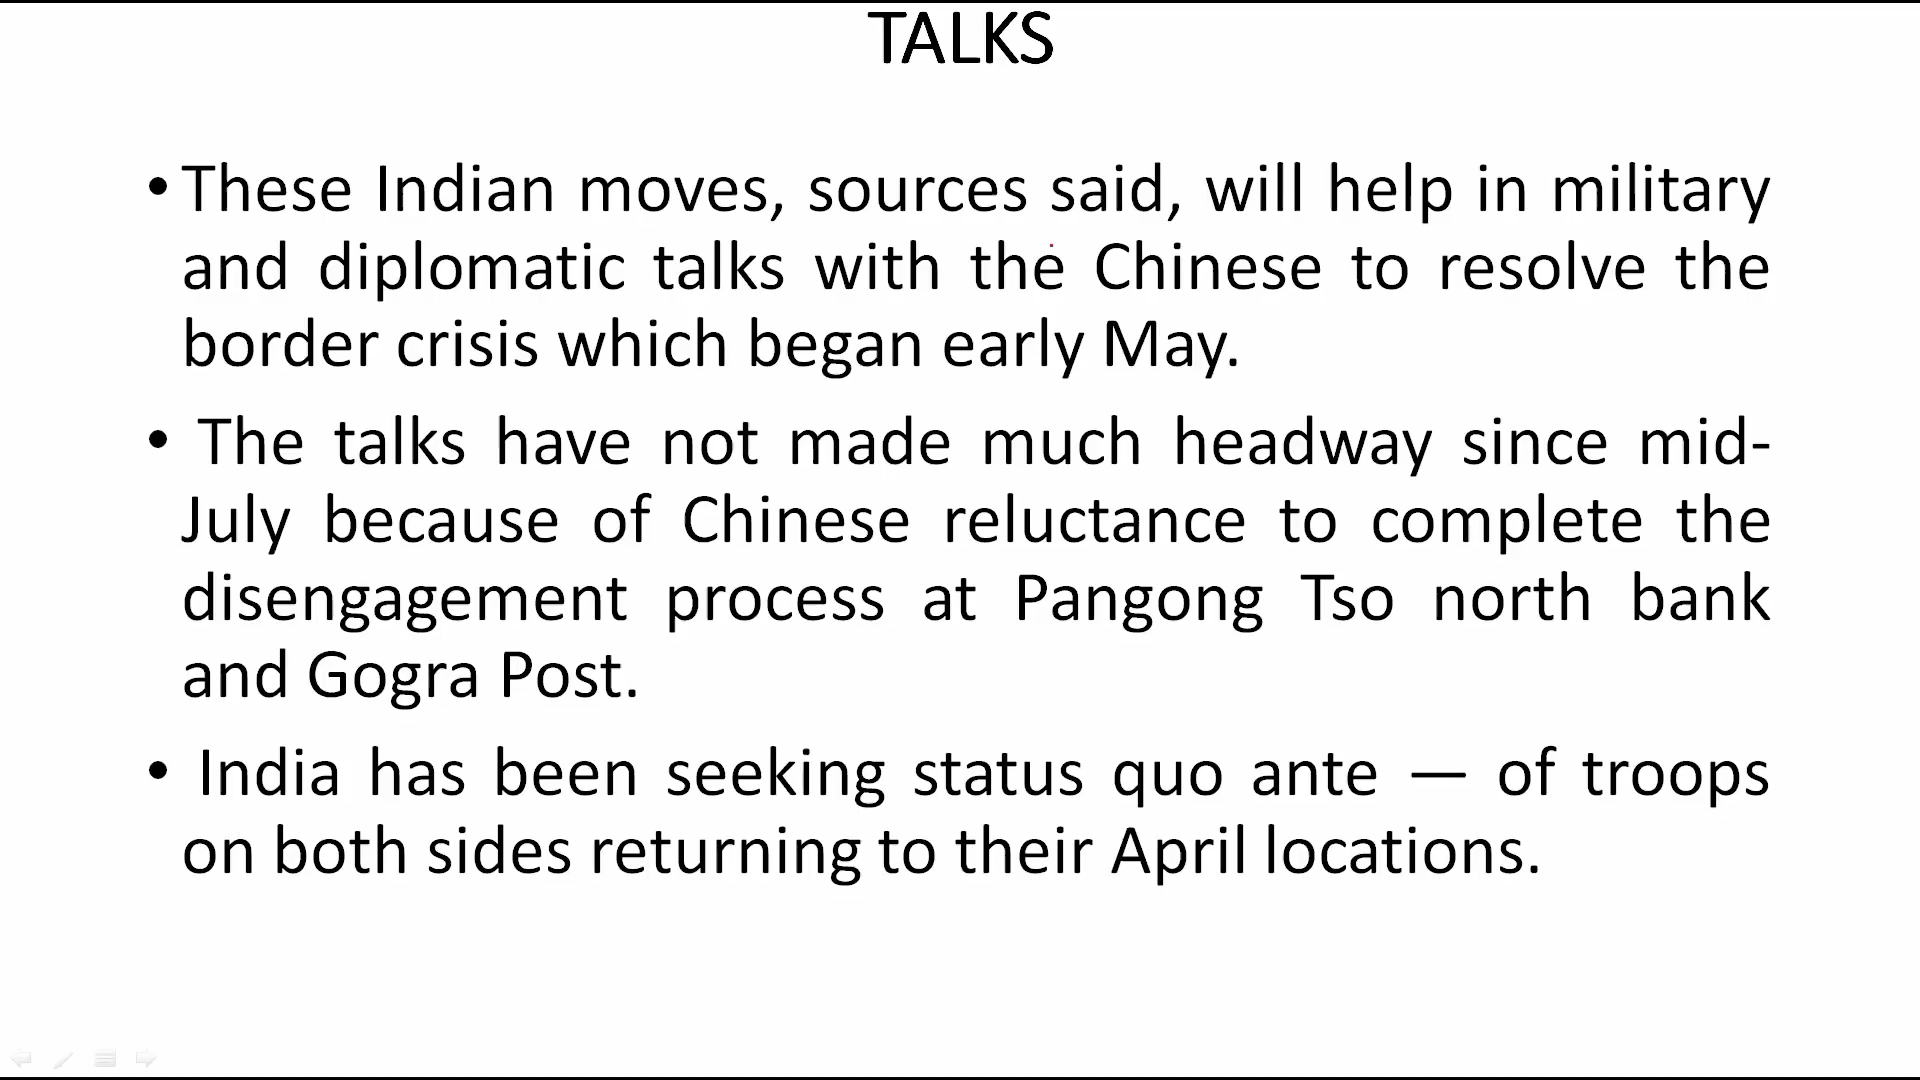 TALKS
• These Indian moves, sources said, will help in military
and diplomatic talks with the Chinese to resolve the
border crisis which began early May.
• The talks have not made much headway since mid-
July because of Chinese reluctance to complete the
disengagement process at Pangong Tso north bank
and Gogra Post.
• India has been seeking status quo ante — of troops
on both sides returning to their April locations.